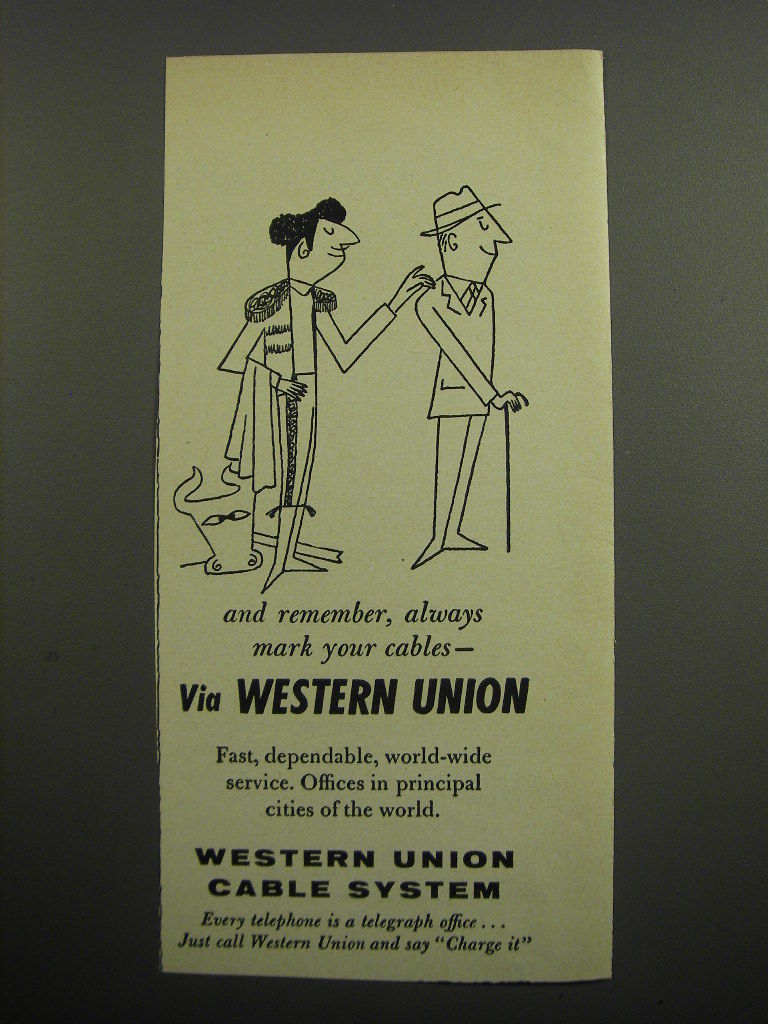 and remember, always
mark your cables—
Via WESTERN UNION
Fast, dependable, world-wide
service. Offices in principal
cities of the world.
WESTERN UNION
CABLE SYSTEM
Every telephone is a telegraph office . . .
Just call Western Union and say "Charge it"